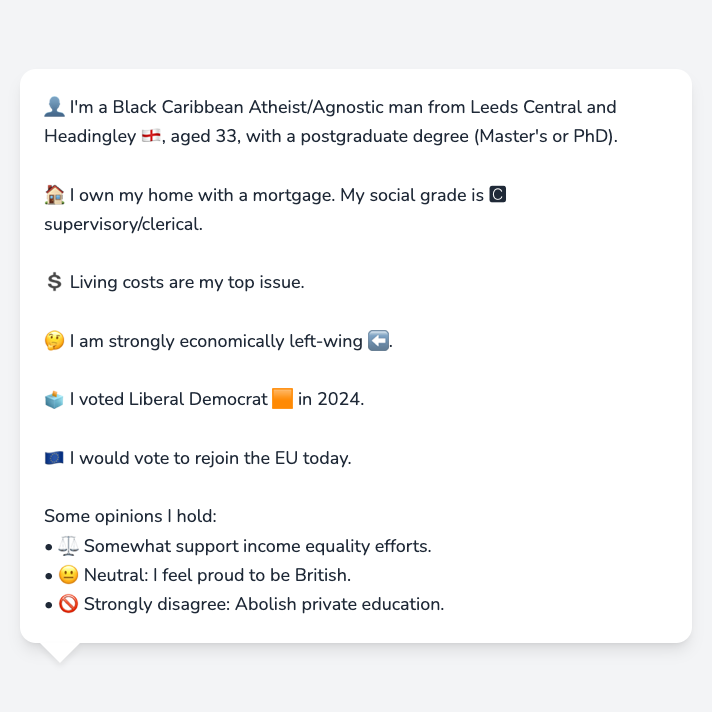 👤 I'm a Black Caribbean Atheist/Agnostic man from Leeds Central and
Headingley 🏴󠁧󠁢󠁥󠁮󠁧󠁿, aged 33, with a postgraduate degree (Master's or PhD).
🏠 I own my home with a mortgage. My social grade is 🅲
supervisory/clerical.
💲 Living costs are my top issue.
🤔 I am strongly economically left-wing ⬅️.
🗳️ I voted Liberal Democrat 🟧 in 2024.
🇪🇺 I would vote to rejoin the EU today.
Some opinions I hold:
• ⚖️ Somewhat support income equality efforts.
• 😐 Neutral: I feel proud to be British.
• 🚫 Strongly disagree: Abolish private education.